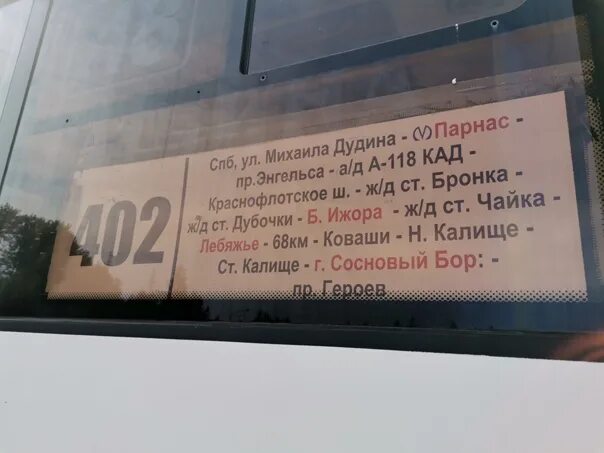 402
Спб, ул. Михаила Дудина - (М) Парнас -
пр.Энгельса - а/д А-118 КАД -
Краснофлотское ш. - ж/д ст. Бронка -
ж/д ст. Дубочки - Б. Ижора - ж/д ст. Чайка -
Лебяжье - 68км - Коваши - Н. Калище -
Ст. Калище - г. Сосновый Бор: -
пр. Героев